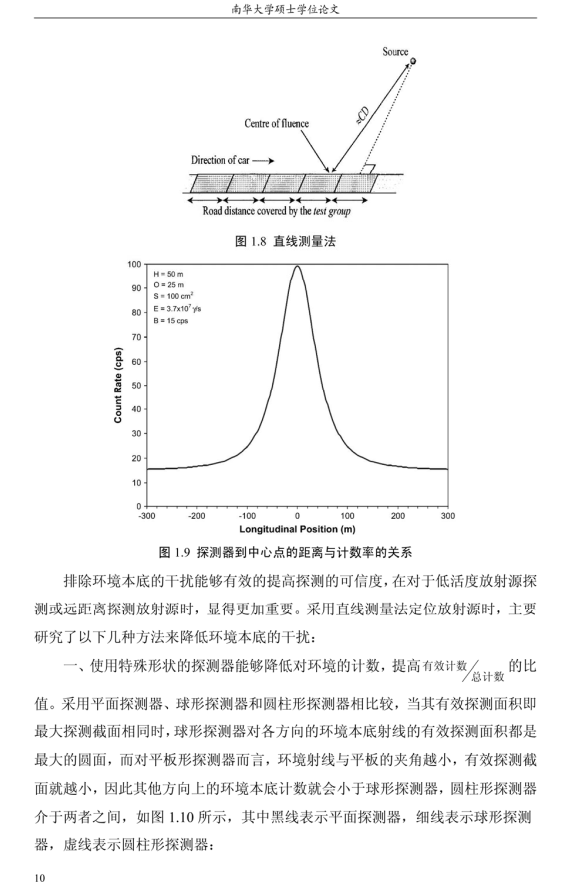 南华大学硕士学位论文
Source
≈CD
Centre of fluence
Direction of car
Road distance covered by the test group
图 1.8 直线测量法
100
90
80
70
60
50
40
30
20
10
0
H = 50 m
O = 25 m
S = 100 cm²
E = 3.7x10⁷ γ/s
B = 15 cps
Count Rate (cps)
-300 -200 -100 0 100 200 300
Longitudinal Position (m)
图 1.9 探测器到中心点的距离与计数率的关系
排除环境本底的干扰能够有效的提高探测的可信度，在对于低活度放射源探
测或远距离探测放射源时，显得更加重要。采用直线测量法定位放射源时，主要
研究了以下几种方法来降低环境本底的干扰：
一、使用特殊形状的探测器能够降低对环境的计数，提高有效计数/总计数 的比
值。采用平面探测器、球形探测器和圆柱形探测器相比较，当其有效探测面积即
最大探测截面相同时，球形探测器对各方向的环境本底射线的有效探测面积都是
最大的圆面，而对平板形探测器而言，环境射线与平板的夹角越小，有效探测截
面就越小，因此其他方向上的环境本底计数就会小于球形探测器，圆柱形探测器
介于两者之间，如图 1.10 所示，其中黑线表示平面探测器，细线表示球形探测
器，虚线表示圆柱形探测器：
10